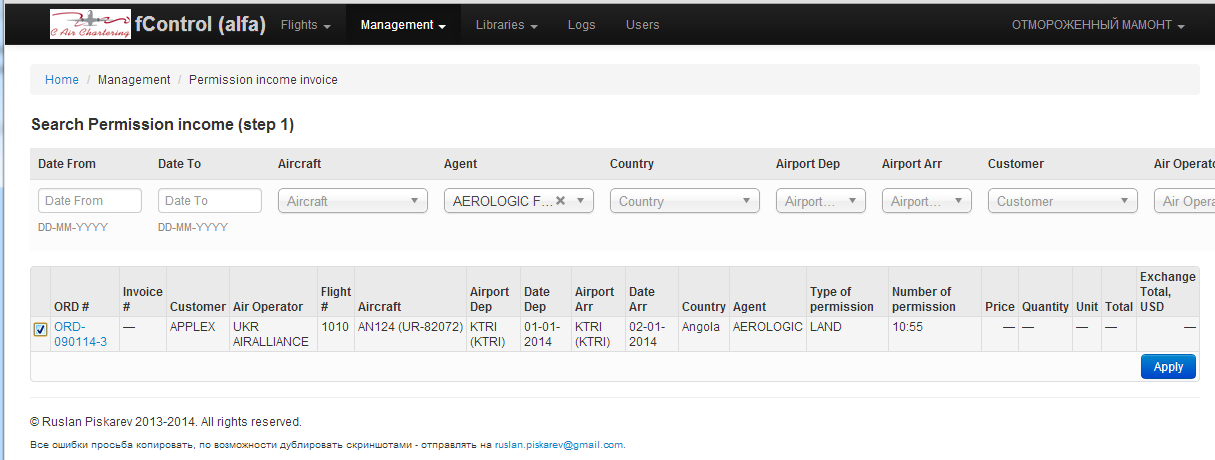 C Air Chartering fControl (alfa) Flights Management Libraries Logs Users ОТМОРОЖЕННЫЙ МАМОНТ
Home / Management / Permission income invoice
Search Permission income (step 1)
Date From Date To Aircraft Agent Country Airport Dep Airport Arr Customer Air Operato
Date From Date To Aircraft AEROLOGIC F... Country Airport... Airport... Customer Air Opera
DD-MM-YYYY DD-MM-YYYY
ORD # Invoice # Customer Air Operator Flight # Aircraft Airport Dep Date Dep Airport Arr Date Arr Country Agent Type of permission Number of permission Price Quantity Unit Total Exchange Total, USD
ORD-090114-3 — APPLEX UKR AIRALLIANCE 1010 AN124 (UR-82072) KTRI (KTRI) 01-01-2014 KTRI (KTRI) 02-01-2014 Angola AEROLOGIC LAND 10:55 — — — — —
Apply
© Ruslan Piskarev 2013-2014. All rights reserved.
Все ошибки просьба копировать, по возможности дублировать скриншотами - отправлять на ruslan.piskarev@gmail.com.